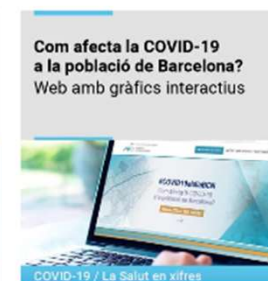 Com afecta la COVID-19
a la població de Barcelona?
Web amb gràfics interactius
#COVID19aldiaBCN
COVID-19 / La Salut en xifres